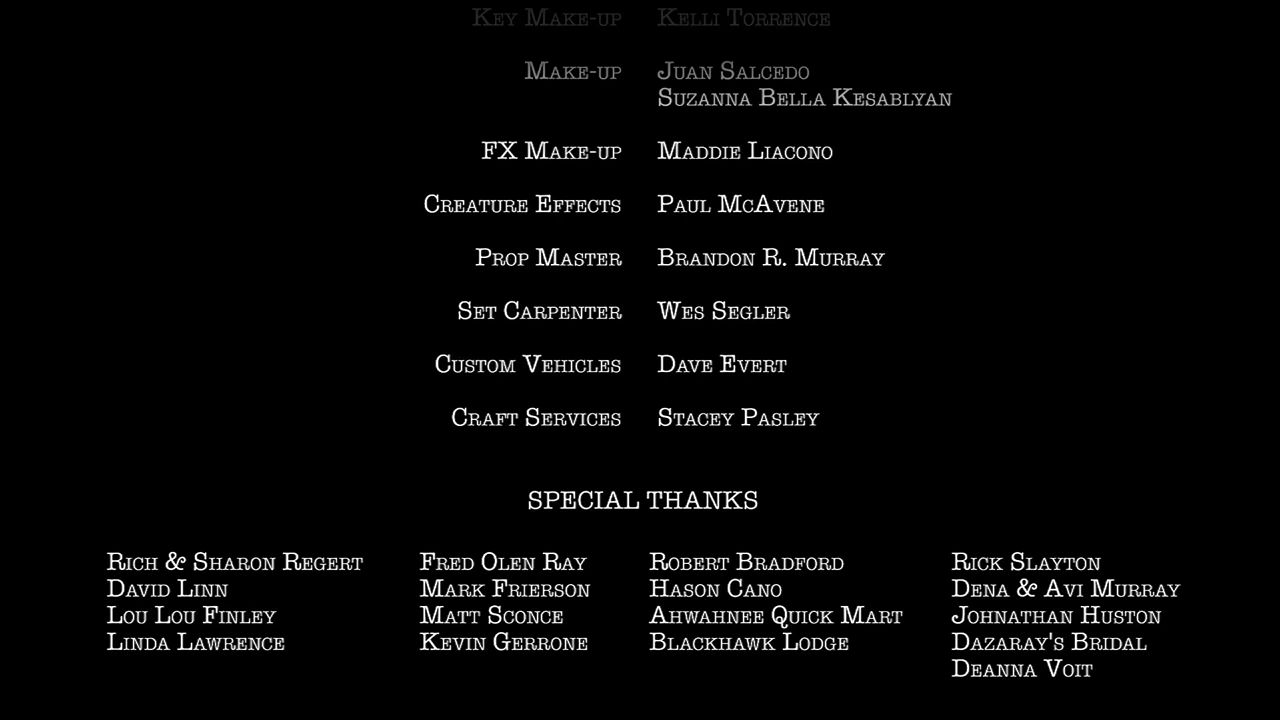 Key Make-up Kelli Torrence
Make-up Juan Salcedo
Suzanna Bella Kesablyan
FX Make-up Maddie Liacono
Creature Effects Paul McAvene
Prop Master Brandon R. Murray
Set Carpenter Wes Segler
Custom Vehicles Dave Evert
Craft Services Stacey Pasley
SPECIAL THANKS
Rich & Sharon Regert Fred Olen Ray Robert Bradford Rick Slayton
David Linn Mark Frierson Hason Cano Dena & Avi Murray
Lou Lou Finley Matt Sconce Ahwahnee Quick Mart Johnathan Huston
Linda Lawrence Kevin Gerrone Blackhawk Lodge Dazaray's Bridal
Deanna Voit